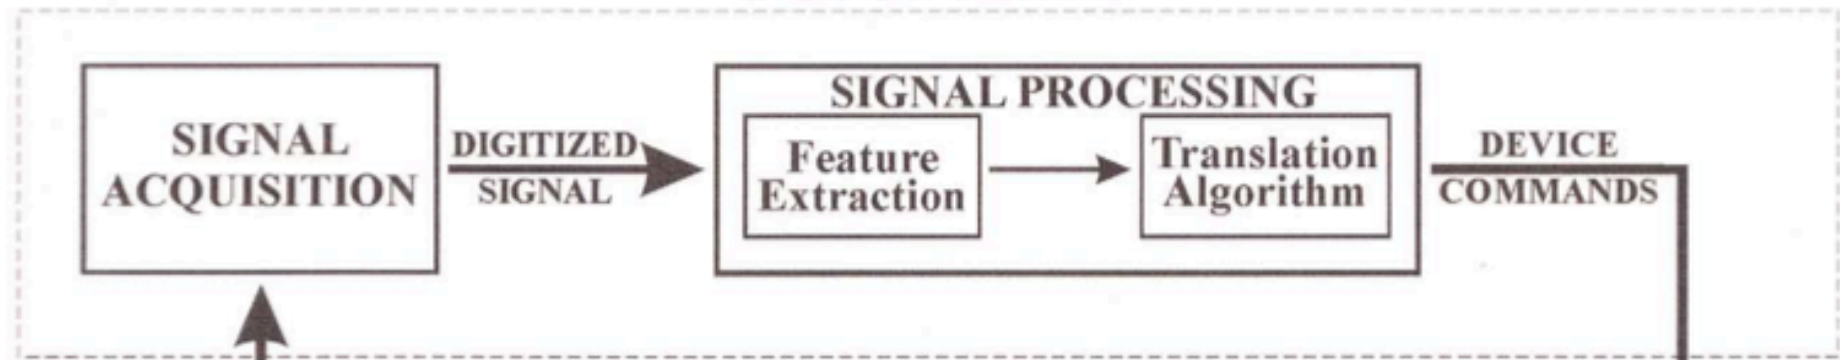 SIGNAL
ACQUISITION
DIGITIZED
SIGNAL
SIGNAL PROCESSING
Feature
Extraction
Translation
Algorithm
DEVICE
COMMANDS